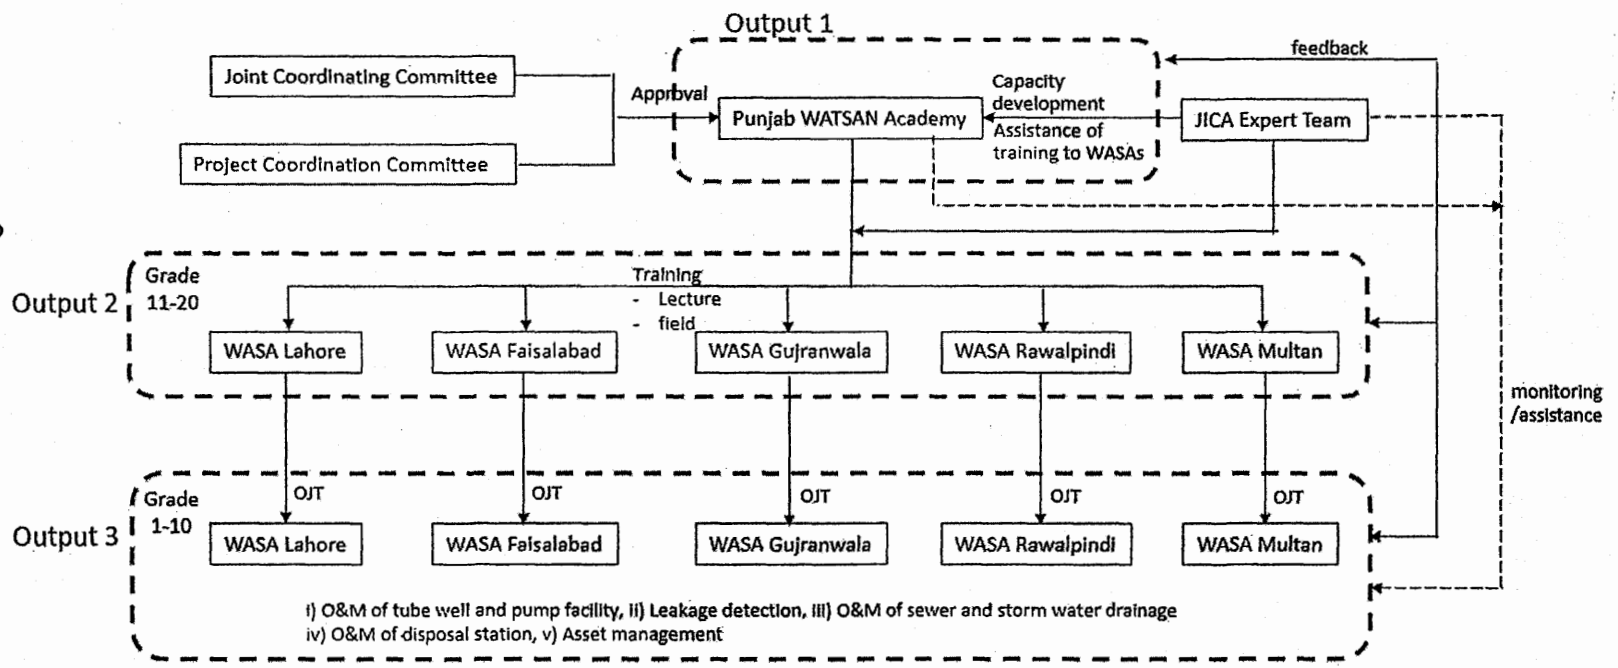 Output 1
feedback
Joint Coordinating Committee
Approval
Capacity
development
Punjab WATSAN Academy
JICA Expert Team
Assistance of
training to WASAs
Project Coordination Committee
Output 2
Grade
11-20
Training
- Lecture
- field
WASA Lahore
WASA Faisalabad
WASA Gujranwala
WASA Rawalpindi
WASA Multan
monitoring
/assistance
Output 3
Grade
1-10
OJT
OJT
OJT
OJT
OJT
WASA Lahore
WASA Faisalabad
WASA Gujranwala
WASA Rawalpindi
WASA Multan
i) O&M of tube well and pump facility, ii) Leakage detection, iii) O&M of sewer and storm water drainage
iv) O&M of disposal station, v) Asset management